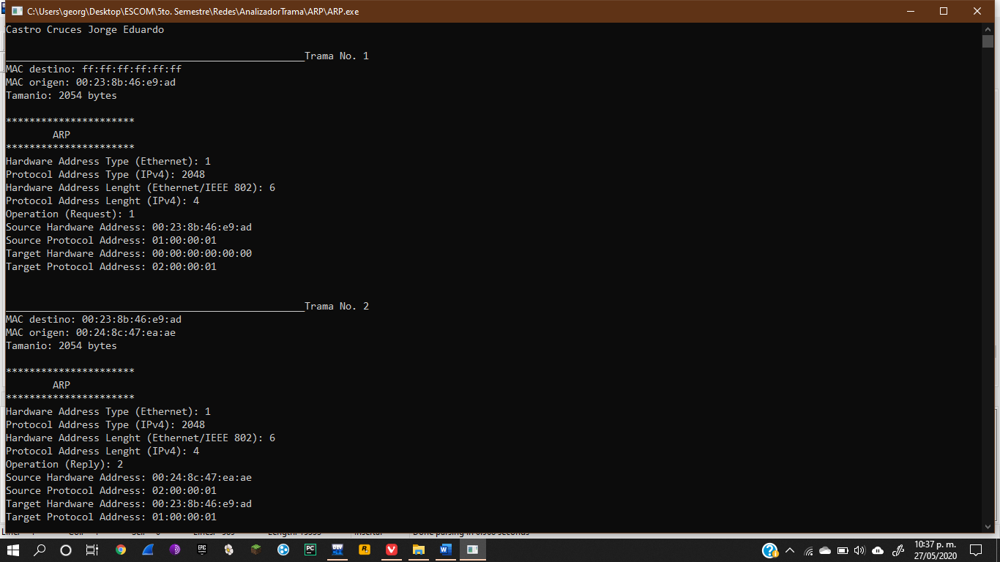 C:\Users\georg\Desktop\ESCOM\5to. Semestre\Redes\AnalizadorTrama\ARP\ARP.exe
Castro Cruces Jorge Eduardo
___________________________________________________Trama No. 1
MAC destino: ff:ff:ff:ff:ff:ff
MAC origen: 00:23:8b:46:e9:ad
Tamanio: 2054 bytes
**********************
ARP
**********************
Hardware Address Type (Ethernet): 1
Protocol Address Type (IPv4): 2048
Hardware Address Lenght (Ethernet/IEEE 802): 6
Protocol Address Lenght (IPv4): 4
Operation (Request): 1
Source Hardware Address: 00:23:8b:46:e9:ad
Source Protocol Address: 01:00:00:01
Target Hardware Address: 00:00:00:00:00:00
Target Protocol Address: 02:00:00:01
___________________________________________________Trama No. 2
MAC destino: 00:23:8b:46:e9:ad
MAC origen: 00:24:8c:47:ea:ae
Tamanio: 2054 bytes
**********************
ARP
**********************
Hardware Address Type (Ethernet): 1
Protocol Address Type (IPv4): 2048
Hardware Address Lenght (Ethernet/IEEE 802): 6
Protocol Address Lenght (IPv4): 4
Operation (Reply): 2
Source Hardware Address: 00:24:8c:47:ea:ae
Source Protocol Address: 02:00:00:01
Target Hardware Address: 00:23:8b:46:e9:ad
Target Protocol Address: 01:00:00:01
EPIC
PC
DEV
R
W
10:37 p. m.
27/05/2020